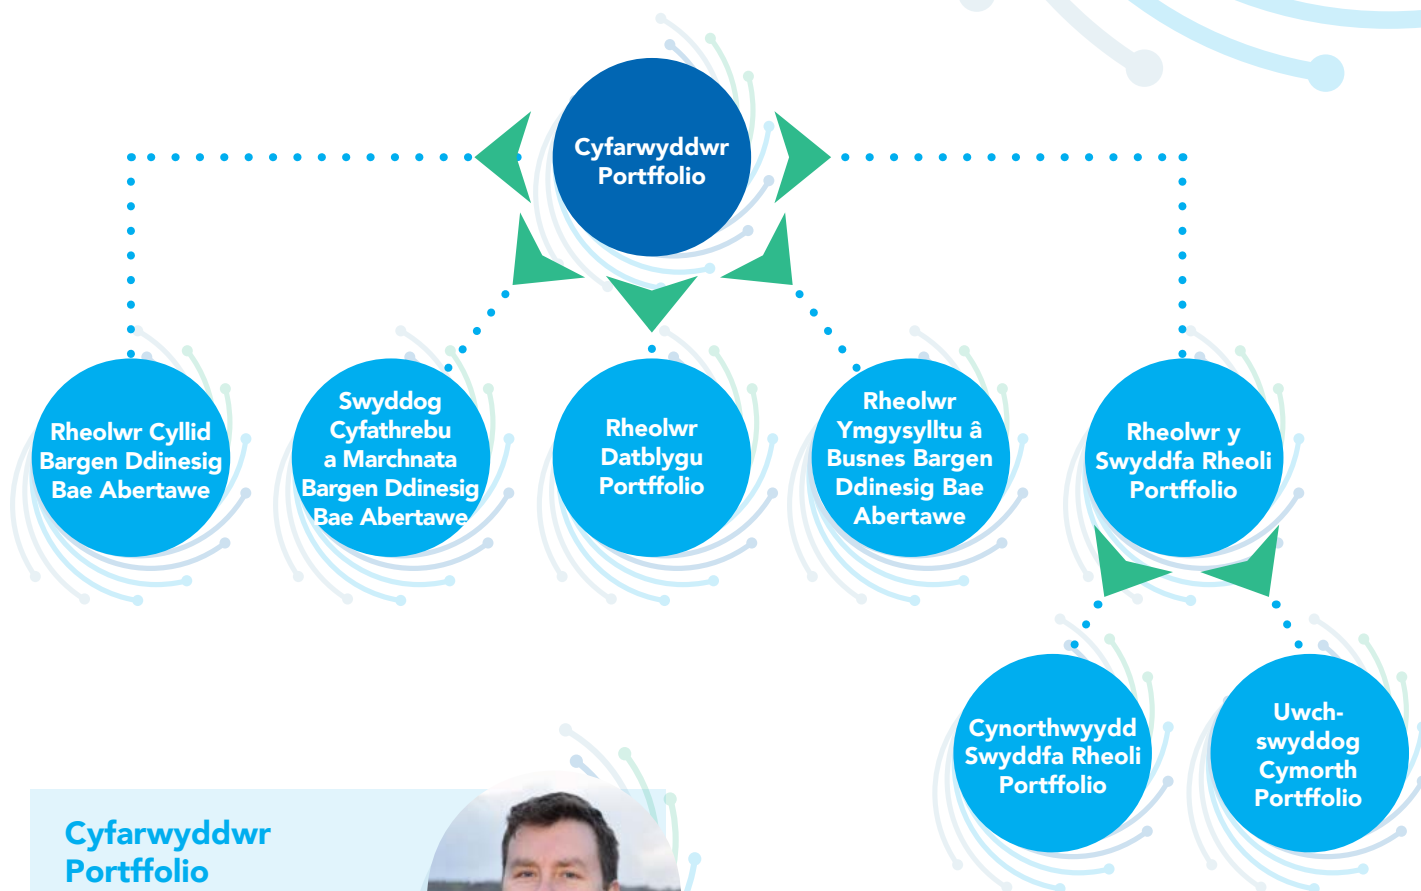 Cyfarwyddwr
Portffolio
Rheolwr Cyllid
Bargen Ddinesig
Bae Abertawe
Swyddog
Cyfathrebu
a Marchnata
Bargen Ddinesig
Bae Abertawe
Rheolwr
Datblygu
Portffolio
Rheolwr
Ymgysylltu â
Busnes Bargen
Ddinesig Bae
Abertawe
Rheolwr y
Swyddfa Rheoli
Portffolio
Cynorthwyydd
Swyddfa Rheoli
Portffolio
Uwch-
swyddog
Cymorth
Portffolio
Cyfarwyddwr
Portffolio